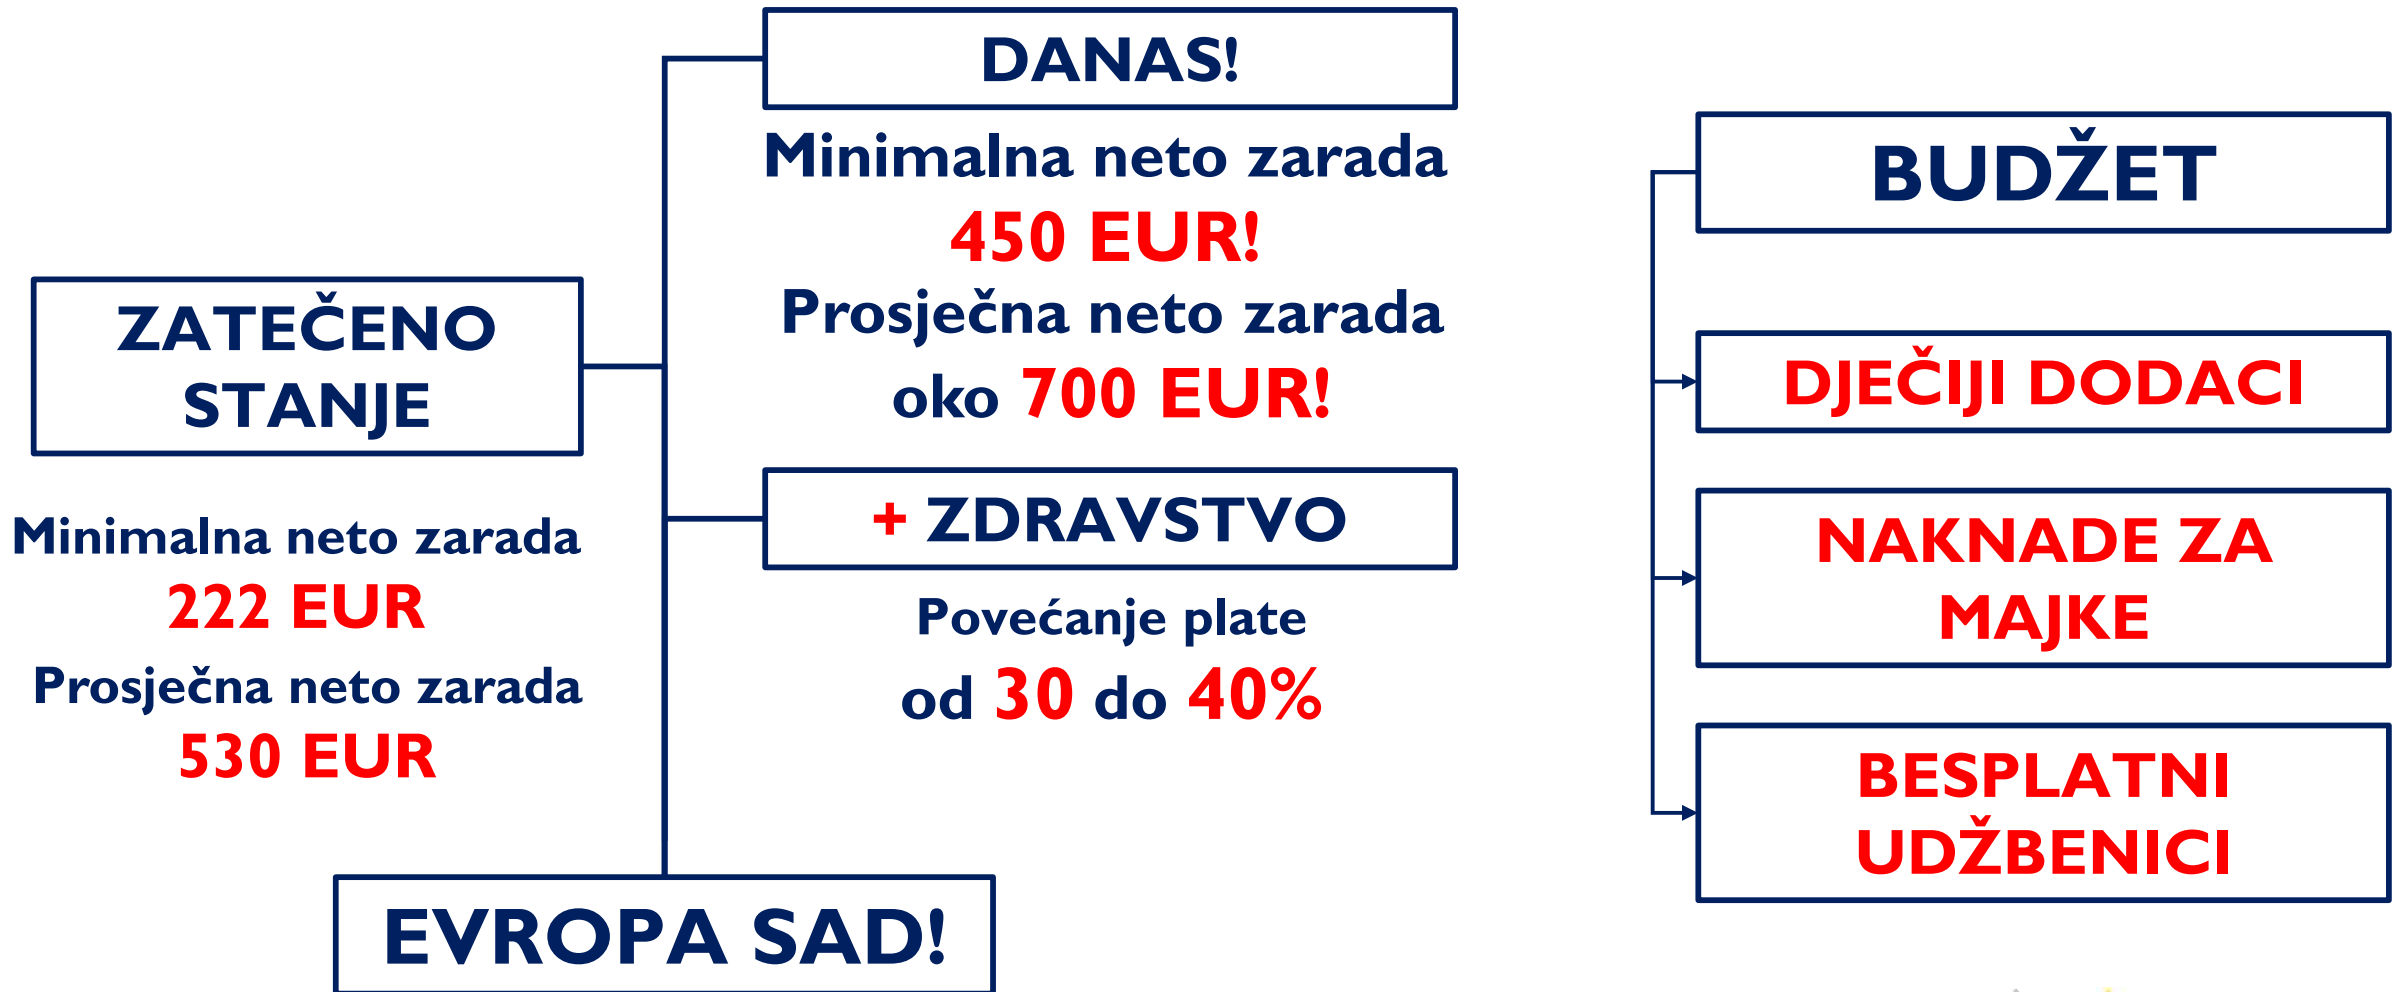 ZATEČENO
STANJE
Minimalna neto zarada
222 EUR
Prosječna neto zarada
530 EUR
DANAS!
Minimalna neto zarada
450 EUR!
Prosječna neto zarada
oko 700 EUR!
+ ZDRAVSTVO
Povećanje plate
od 30 do 40%
EVROPA SAD!
BUDŽET
DJEČIJI DODACI
NAKNADE ZA
MAJKE
BESPLATNI
UDŽBENICI